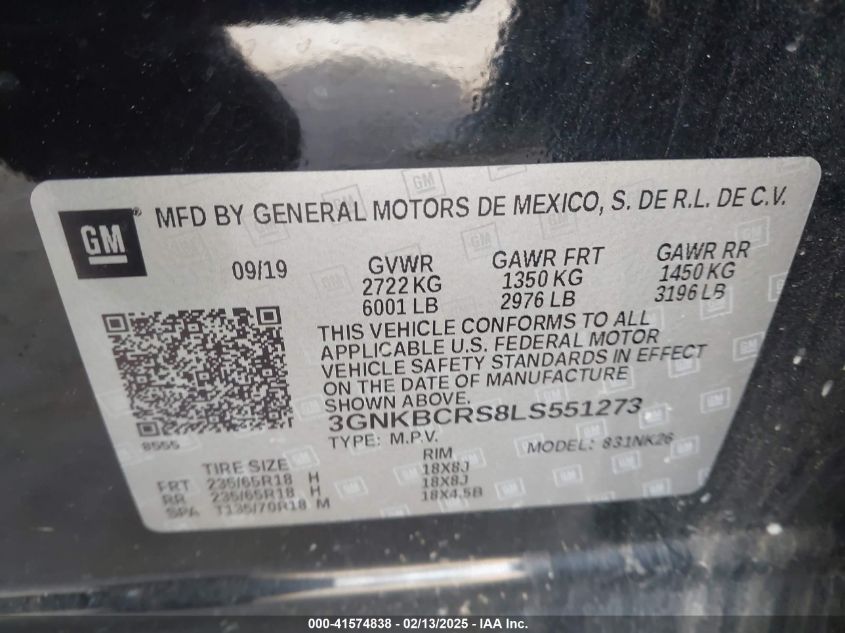 GM
MFD BY GENERAL MOTORS DE MEXICO, S. DE R.L. DE C.V.
09/19
GVWR
2722 KG
6001 LB
GAWR FRT
1350 KG
2976 LB
GAWR RR
1450 KG
3196 LB
THIS VEHICLE CONFORMS TO ALL
APPLICABLE U.S. FEDERAL MOTOR
VEHICLE SAFETY STANDARDS IN EFFECT
ON THE DATE OF MANUFACTURE
SHOWN ABOVE.
3GNKBCRS8LS551273
8555
TYPE: M.P.V.
MODEL: 831NK26
TIRE SIZE
RIM
FRT 235/65R18 H 18X8J
RR 235/65R18 H 18X8J
SPA T135/70R18 M 18X4.5B
000-41574838 - 02/13/2025 - IAA Inc.